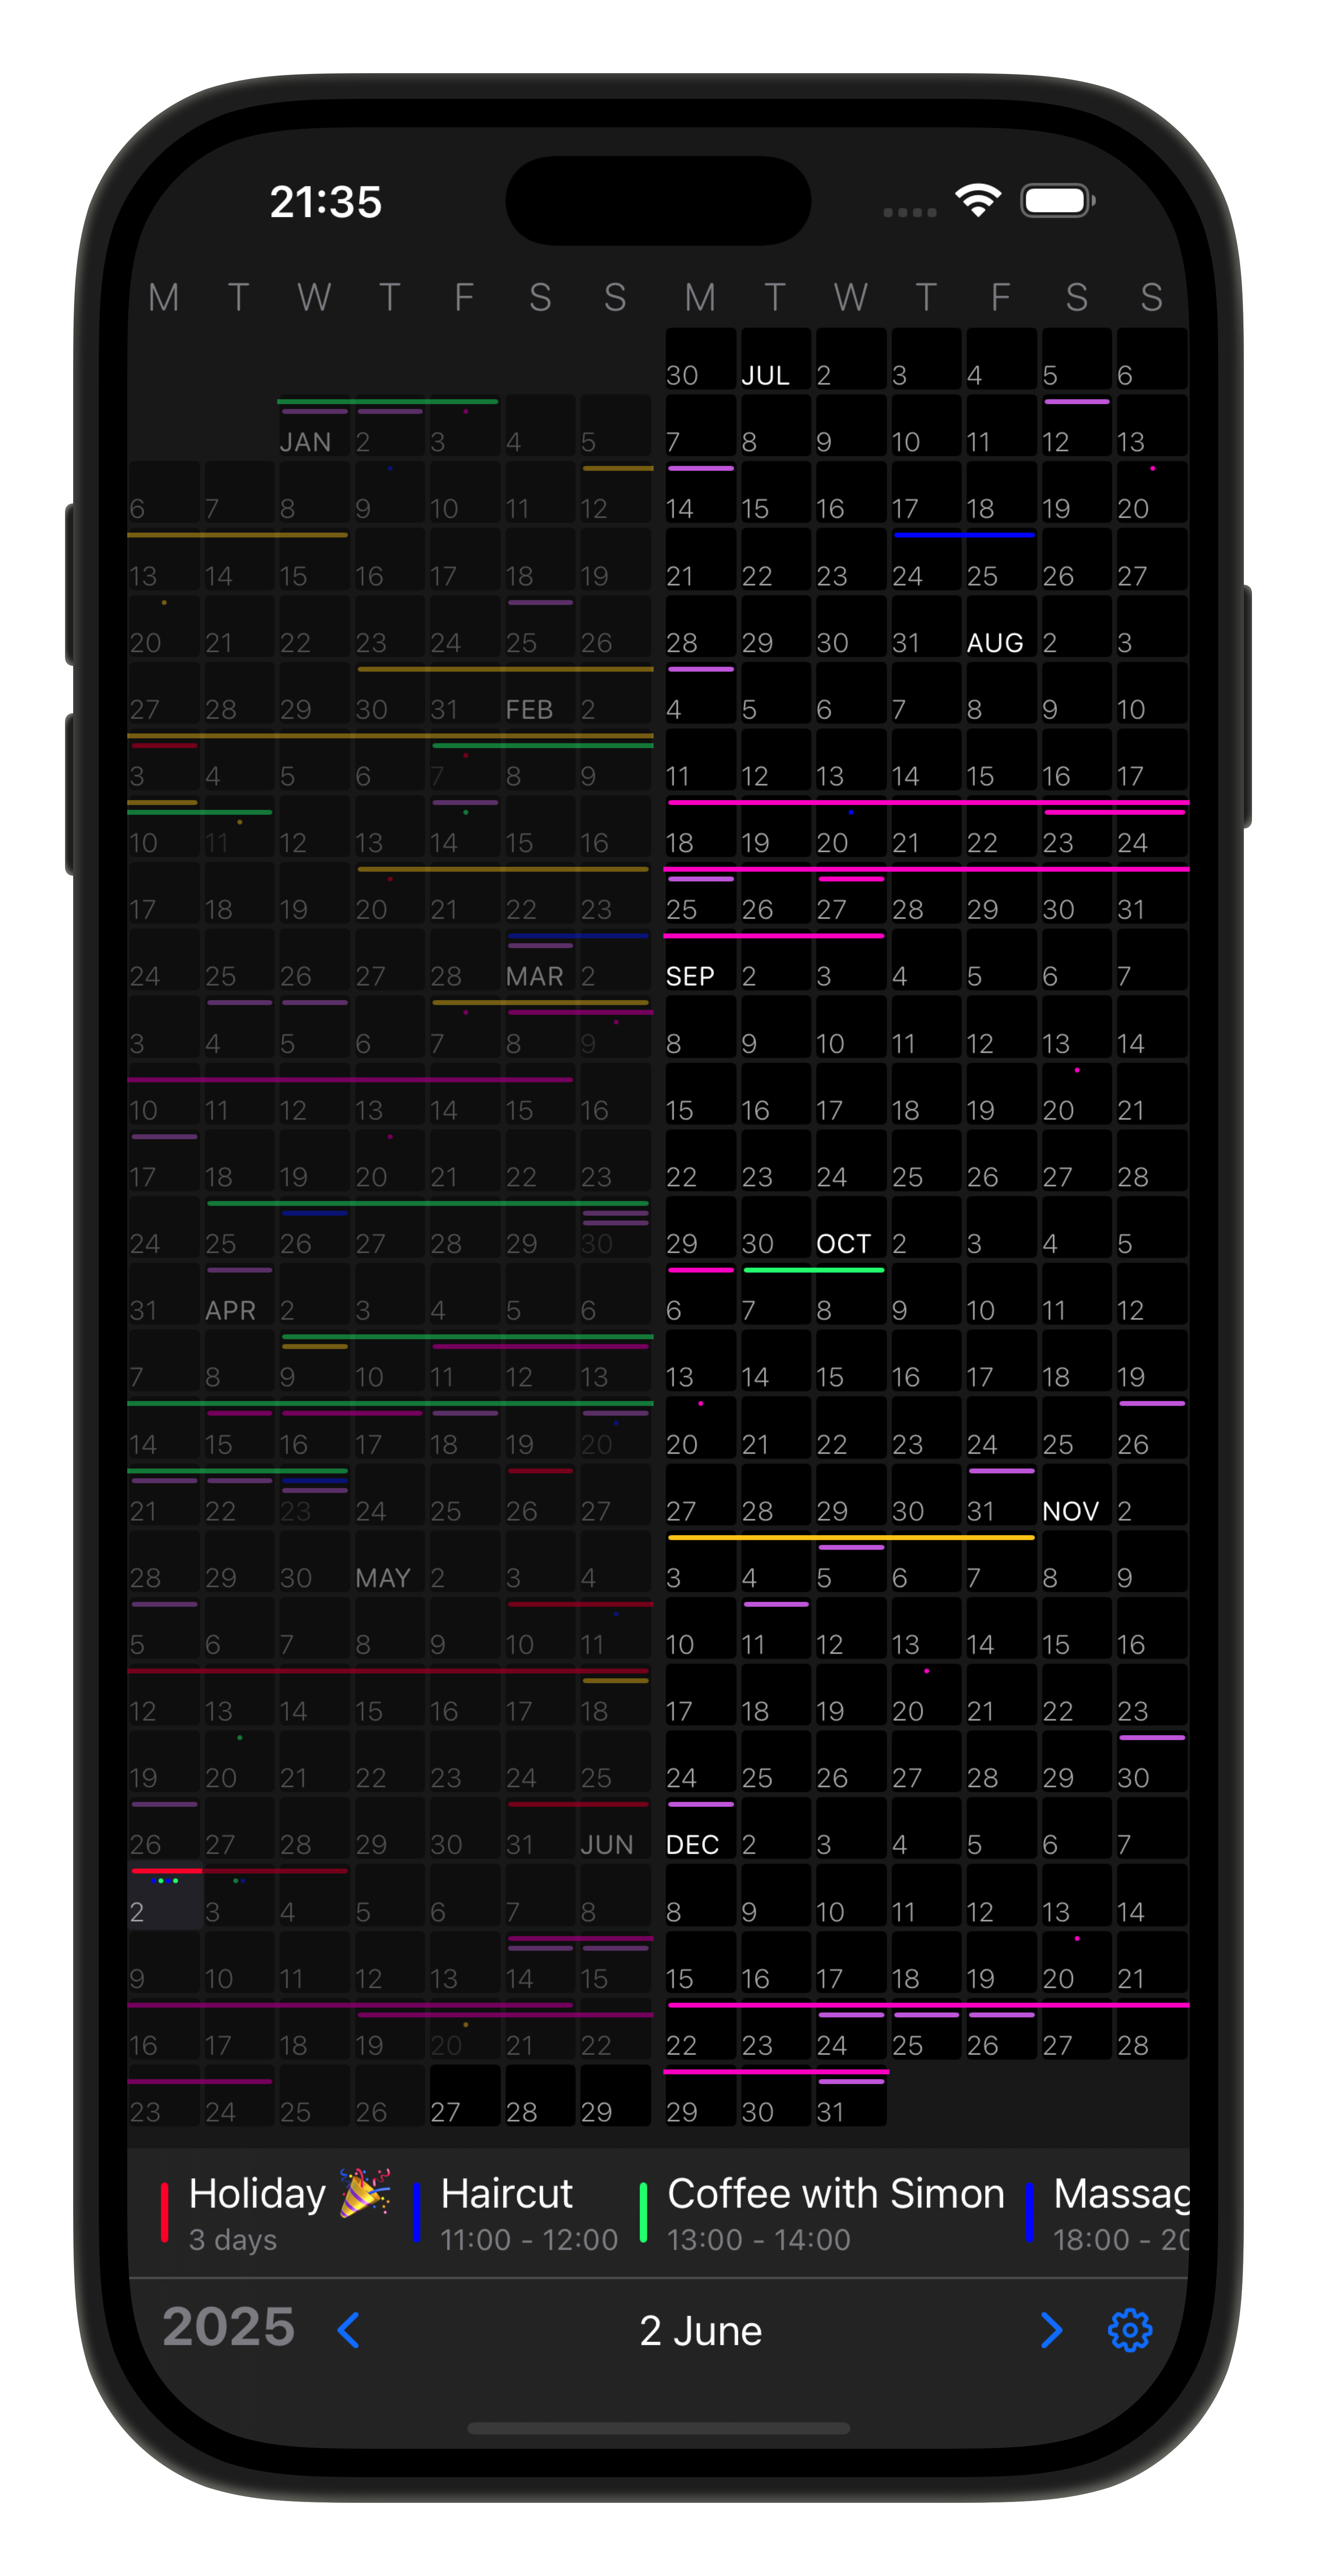 21:35
M T W T F S S M T W T F S S
30 JUL 2 3 4 5 6
JAN 2 3 4 5 7 8 9 10 11 12 13
6 7 8 9 10 11 12 14 15 16 17 18 19 20
13 14 15 16 17 18 19 21 22 23 24 25 26 27
20 21 22 23 24 25 26 28 29 30 31 AUG 2 3
27 28 29 30 31 FEB 2 4 5 6 7 8 9 10
3 4 5 6 7 8 9 11 12 13 14 15 16 17
10 11 12 13 14 15 16 18 19 20 21 22 23 24
17 18 19 20 21 22 23 25 26 27 28 29 30 31
24 25 26 27 28 MAR 2 SEP 2 3 4 5 6 7
3 4 5 6 7 8 9 8 9 10 11 12 13 14
10 11 12 13 14 15 16 15 16 17 18 19 20 21
17 18 19 20 21 22 23 22 23 24 25 26 27 28
24 25 26 27 28 29 30 29 30 OCT 2 3 4 5
31 APR 2 3 4 5 6 6 7 8 9 10 11 12
7 8 9 10 11 12 13 13 14 15 16 17 18 19
14 15 16 17 18 19 20 20 21 22 23 24 25 26
21 22 23 24 25 26 27 27 28 29 30 31 NOV 2
28 29 30 MAY 2 3 4 3 4 5 6 7 8 9
5 6 7 8 9 10 11 10 11 12 13 14 15 16
12 13 14 15 16 17 18 17 18 19 20 21 22 23
19 20 21 22 23 24 25 24 25 26 27 28 29 30
26 27 28 29 30 31 JUN DEC 2 3 4 5 6 7
2 3 4 5 6 7 8 8 9 10 11 12 13 14
9 10 11 12 13 14 15 15 16 17 18 19 20 21
16 17 18 19 20 21 22 22 23 24 25 26 27 28
23 24 25 26 27 28 29 29 30 31
Holiday 🎉 Haircut Coffee with Simon Massag
3 days 11:00 - 12:00 13:00 - 14:00 18:00 - 20
2025 2 June